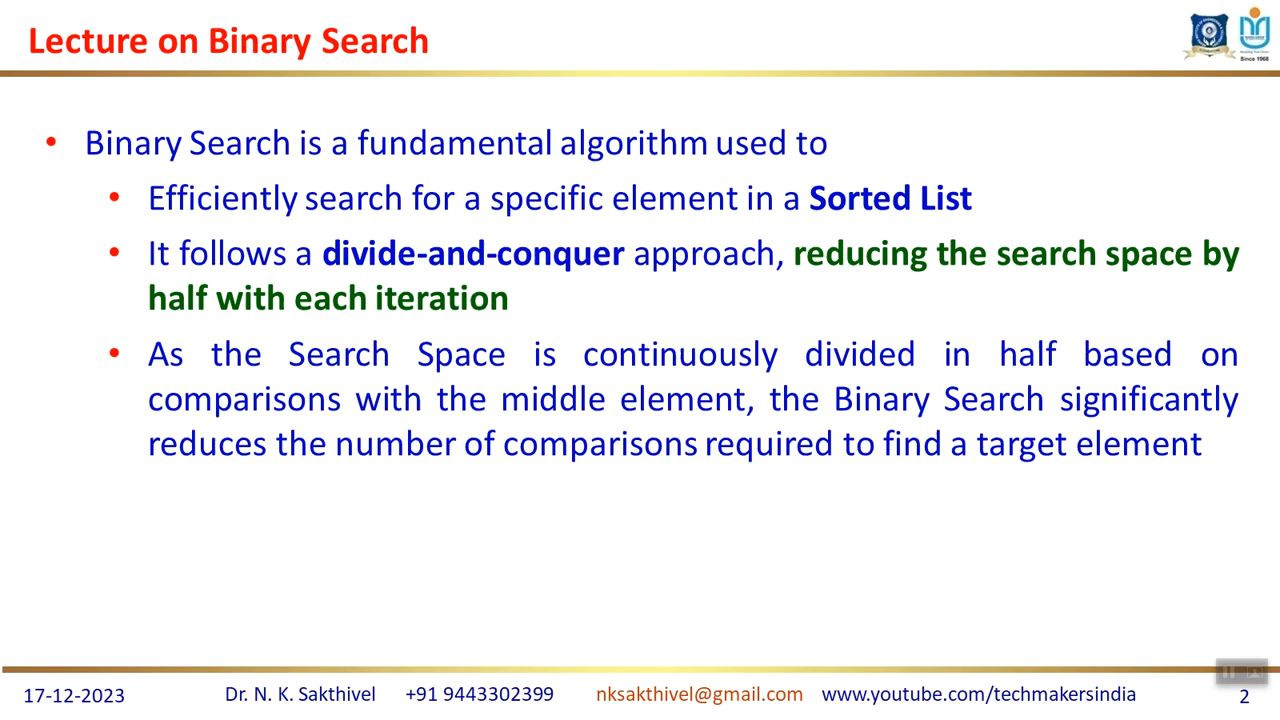 Lecture on Binary Search
Since 1968
• Binary Search is a fundamental algorithm used to
• Efficiently search for a specific element in a Sorted List
• It follows a divide-and-conquer approach, reducing the search space by
half with each iteration
• As the Search Space is continuously divided in half based on
comparisons with the middle element, the Binary Search significantly
reduces the number of comparisons required to find a target element
17-12-2023 Dr. N. K. Sakthivel +91 9443302399 nksakthivel@gmail.com www.youtube.com/techmakersindia 2